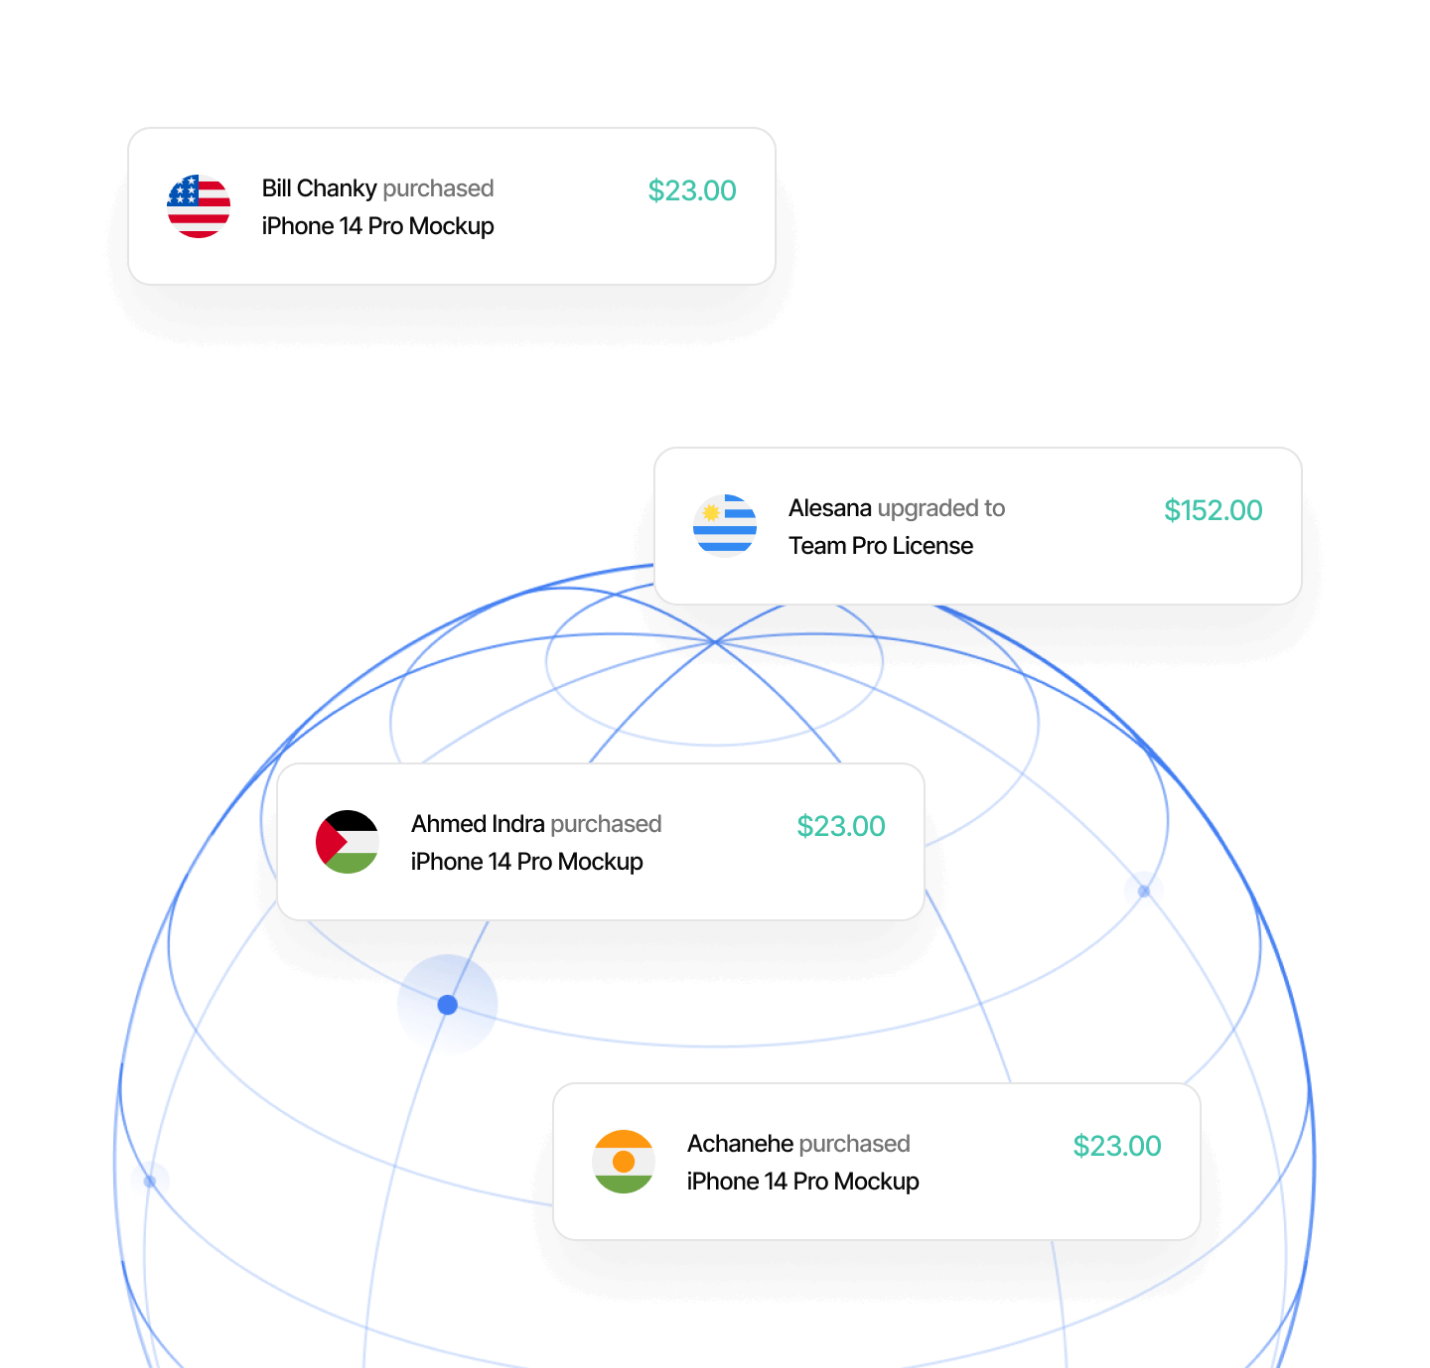 Bill Chanky purchased $23.00
iPhone 14 Pro Mockup
Alesana upgraded to $152.00
Team Pro License
Ahmed Indra purchased $23.00
iPhone 14 Pro Mockup
Achanehe purchased $23.00
iPhone 14 Pro Mockup